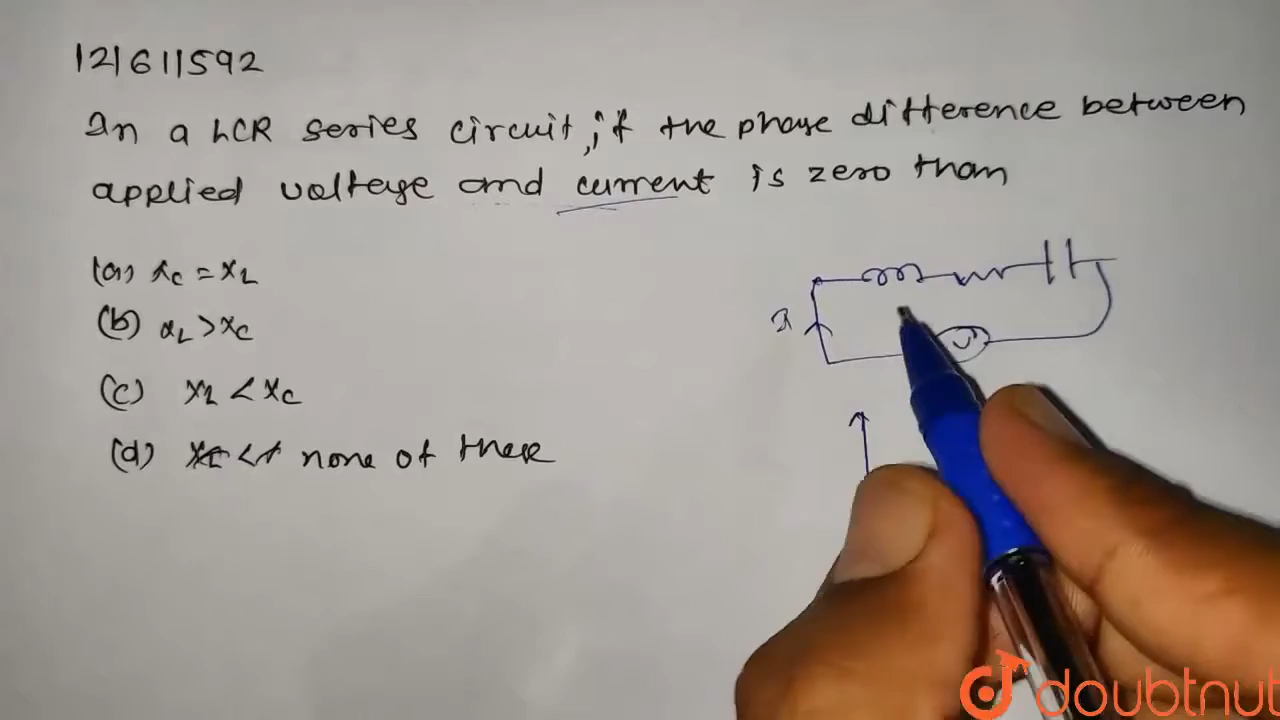 121611592
In a LCR series circuit, if the phase difference between
applied voltage and current is zero than
(a) xc = xL
(b) xL > xc
(c) xL < xc
(d) none of these
I
V
doubtnut